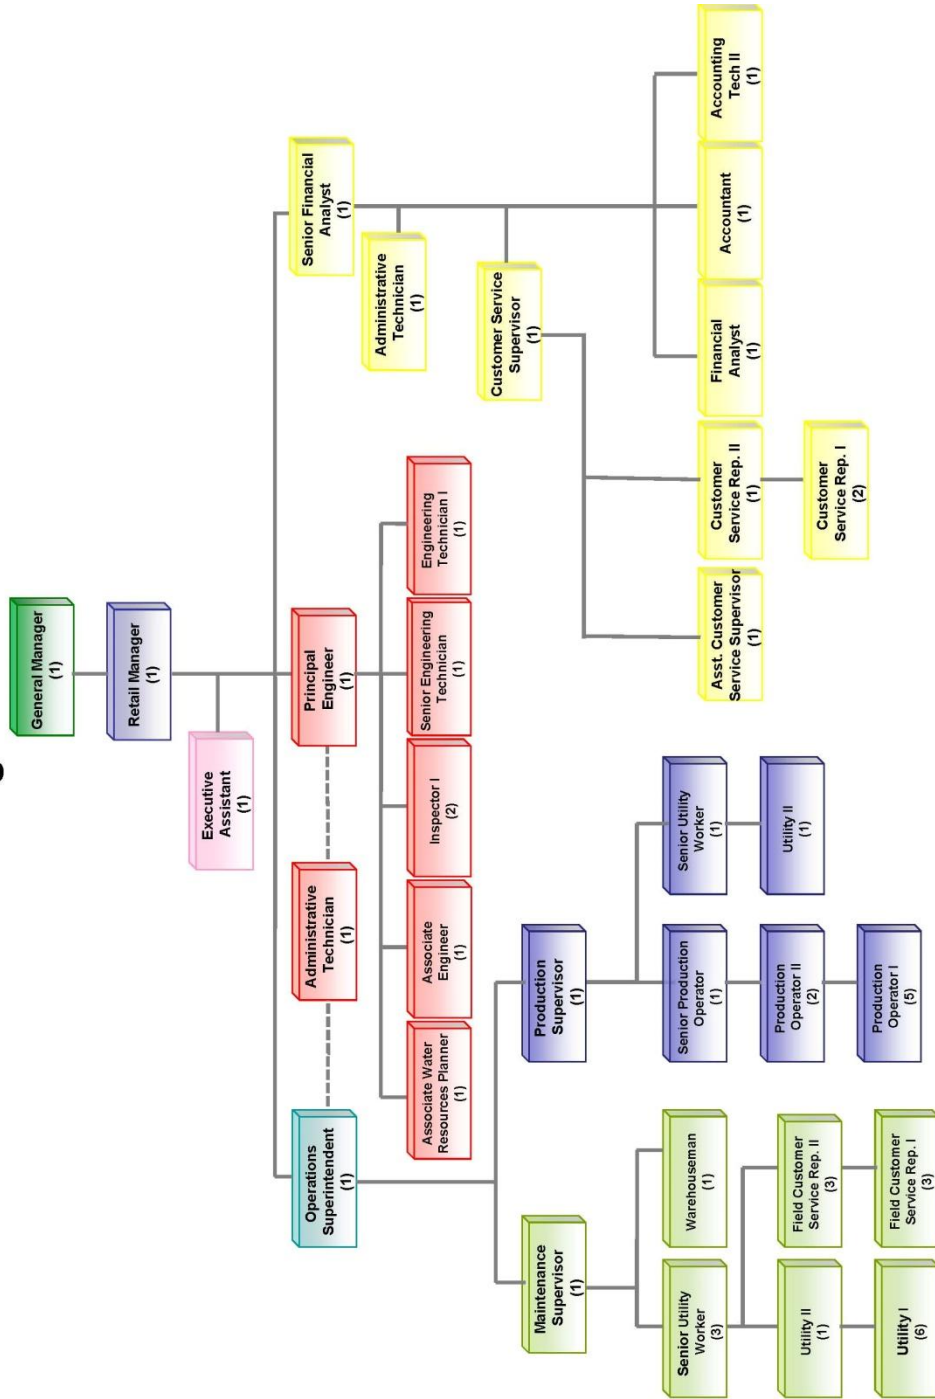 General Manager
(1)
Retail Manager
(1)
Executive
Assistant
(1)
Operations
Superintendent
(1)
Administrative
Technician
(1)
Principal
Engineer
(1)
Senior Financial
Analyst
(1)
Administrative
Technician
(1)
Associate Water
Resources Planner
(1)
Associate
Engineer
(1)
Inspector I
(2)
Senior Engineering
Technician
(1)
Engineering
Technician I
(1)
Customer Service
Supervisor
(1)
Maintenance
Supervisor
(1)
Production
Supervisor
(1)
Senior Utility
Worker
(3)
Warehouseman
(1)
Senior Production
Operator
(1)
Senior Utility
Worker
(1)
Asst. Customer
Service Supervisor
(1)
Customer
Service Rep. II
(1)
Financial
Analyst
(1)
Accountant
(1)
Accounting
Tech II
(1)
Utility II
(1)
Field Customer
Service Rep. II
(3)
Production
Operator II
(2)
Utility II
(1)
Customer
Service Rep. I
(2)
Utility I
(6)
Field Customer
Service Rep. I
(3)
Production
Operator I
(5)